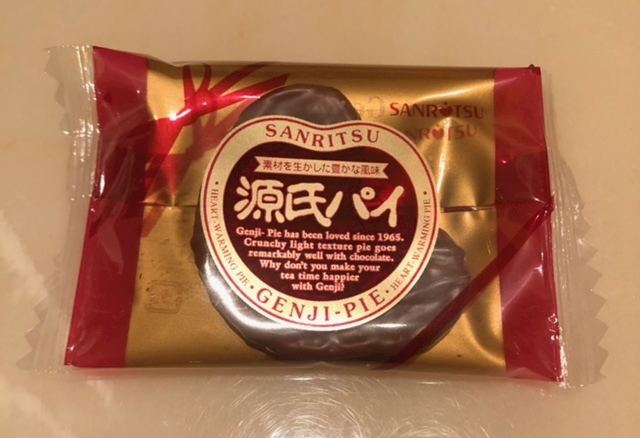 SANRITSU
SANRITSU
SANRITSU
素材を生かした豊かな風味
源氏パイ
Genji- Pie has been loved since 1965.
Crunchy light texture pie goes
remarkably well with chocolate.
Why don't you make your
tea time happier
with Genji?
HEART-WARMING PIE
GENJI-PIE
HEART-WARMING PIE